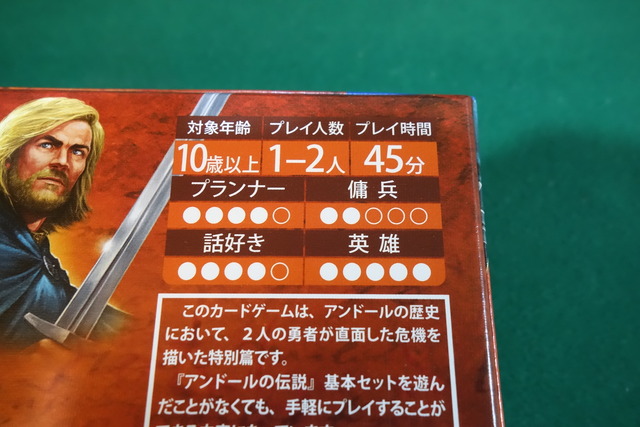 対象年齢 プレイ人数 プレイ時間
10歳以上 1−2人 45分
プランナー 傭兵
●●●●○ ●●○○○
話好き 英雄
●●●●○ ●●●●●
このカードゲームは、アンドールの歴史
において、２人の勇者が直面した危機を
描いた特別篇です。
『アンドールの伝説』基本セットを遊ん
だことがなくても、手軽にプレイすることが